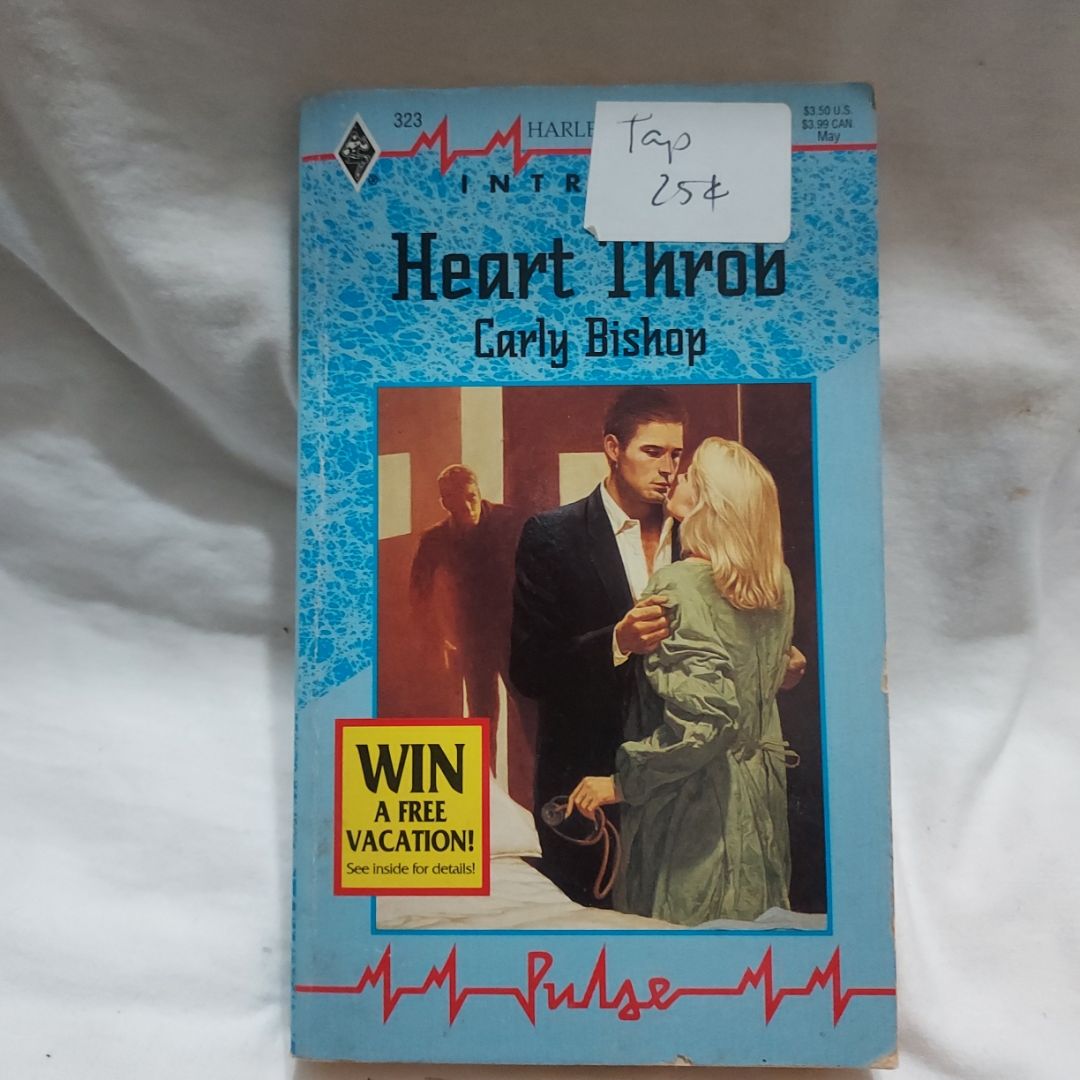 323
HARLE
$3.50 U.S.
$3.99 CAN.
May
Tap
25¢
INTR
Heart Throb
Carly Bishop
WIN
A FREE
VACATION!
See inside for details!
Pulse